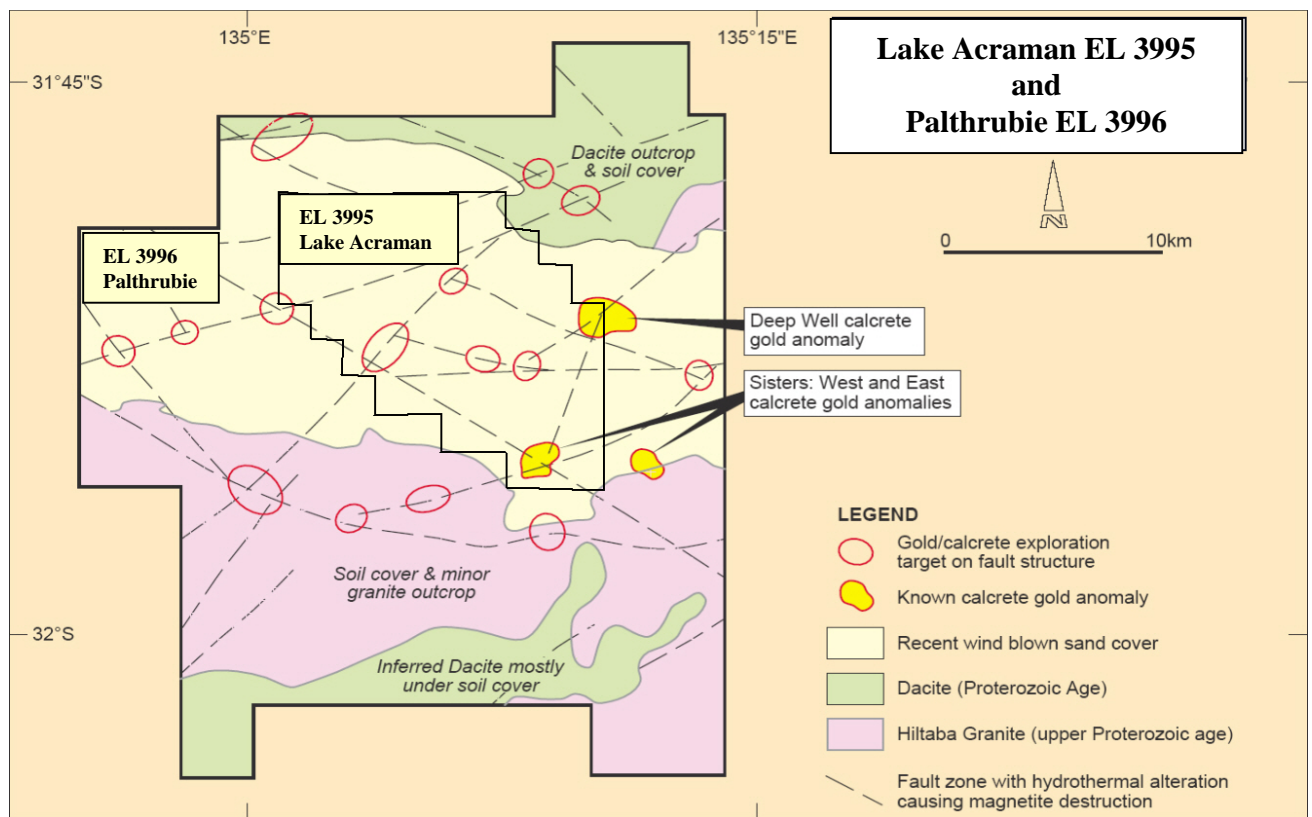 135°E
135°15"E
31°45"S
32°S
Lake Acraman EL 3995
and
Palthrubie EL 3996
N
0
10km
Dacite outcrop
& soil cover
EL 3995
Lake Acraman
EL 3996
Palthrubie
Deep Well calcrete
gold anomaly
Sisters: West and East
calcrete gold anomalies
Soil cover & minor
granite outcrop
Inferred Dacite mostly
under soil cover
LEGEND
Gold/calcrete exploration
target on fault structure
Known calcrete gold anomaly
Recent wind blown sand cover
Dacite (Proterozoic Age)
Hiltaba Granite (upper Proterozoic age)
Fault zone with hydrothermal alteration
causing magnetite destruction